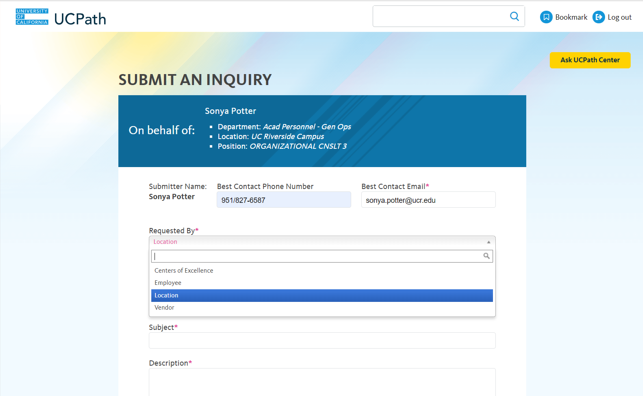 UNIVERSITY
OF
CALIFORNIA
UCPath
Bookmark
Log out
Ask UCPath Center
SUBMIT AN INQUIRY
On behalf of:
Sonya Potter
• Department: Acad Personnel - Gen Ops
• Location: UC Riverside Campus
• Position: ORGANIZATIONAL CNSLT 3
Submitter Name:
Sonya Potter
Best Contact Phone Number
951/827-6587
Best Contact Email*
sonya.potter@ucr.edu
Requested By*
Location
Centers of Excellence
Employee
Location
Vendor
Subject*
Description*